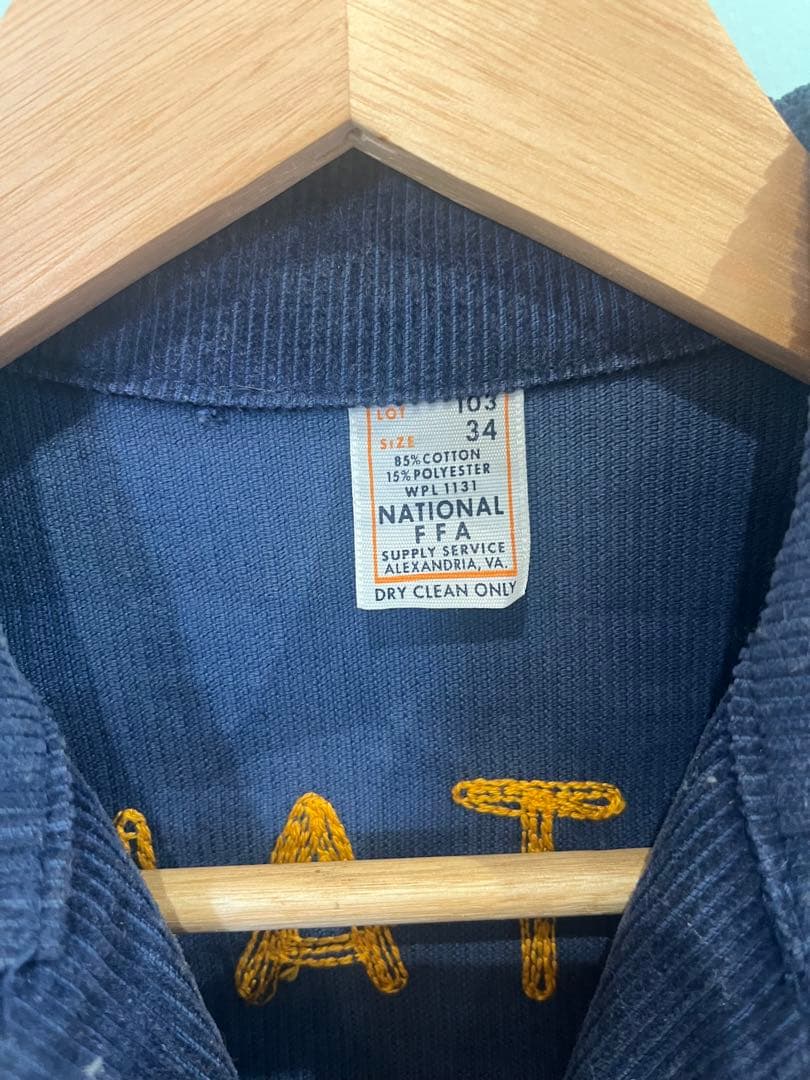 LOT 103
SIZE 34
85% COTTON
15% POLYESTER
WPL 1131
NATIONAL
FFA
SUPPLY SERVICE
ALEXANDRIA, VA.
DRY CLEAN ONLY
AT